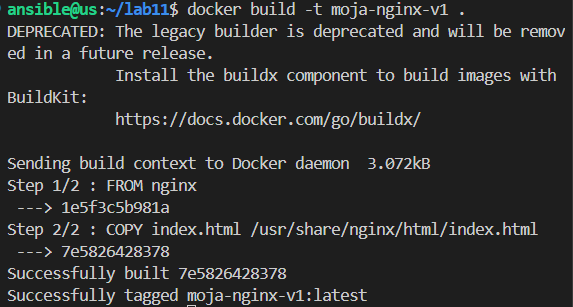 ansible@us:~/lab11$ docker build -t moja-nginx-v1 .
DEPRECATED: The legacy builder is deprecated and will be remov
ed in a future release.
            Install the buildx component to build images with
BuildKit:
            https://docs.docker.com/go/buildx/

Sending build context to Docker daemon  3.072kB
Step 1/2 : FROM nginx
 ---> 1e5f3c5b981a
Step 2/2 : COPY index.html /usr/share/nginx/html/index.html
 ---> 7e5826428378
Successfully built 7e5826428378
Successfully tagged moja-nginx-v1:latest